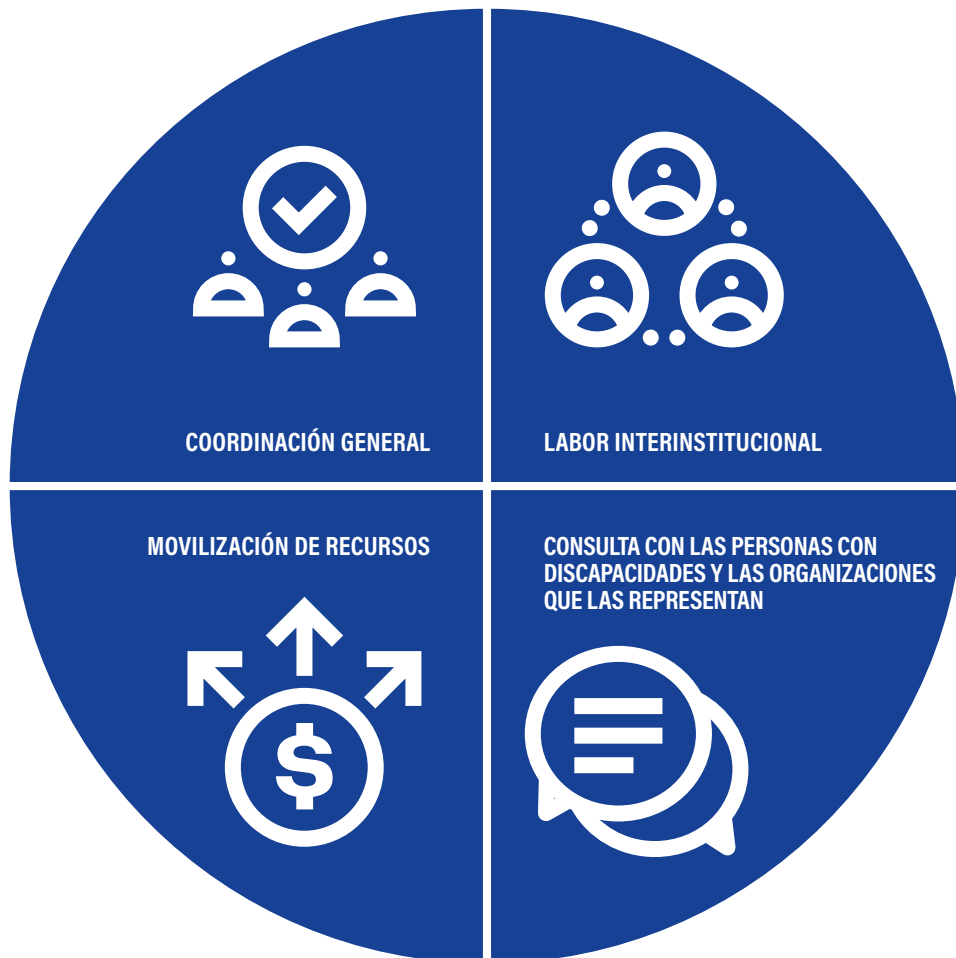 COORDINACIÓN GENERAL
LABOR INTERINSTITUCIONAL
MOVILIZACIÓN DE RECURSOS
CONSULTA CON LAS PERSONAS CON
DISCAPACIDADES Y LAS ORGANIZACIONES
QUE LAS REPRESENTAN
$